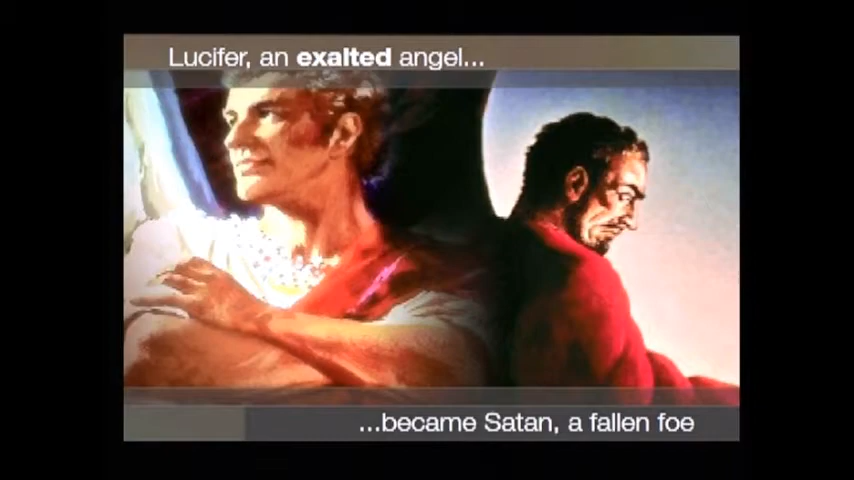 Lucifer, an exalted angel...
...became Satan, a fallen foe